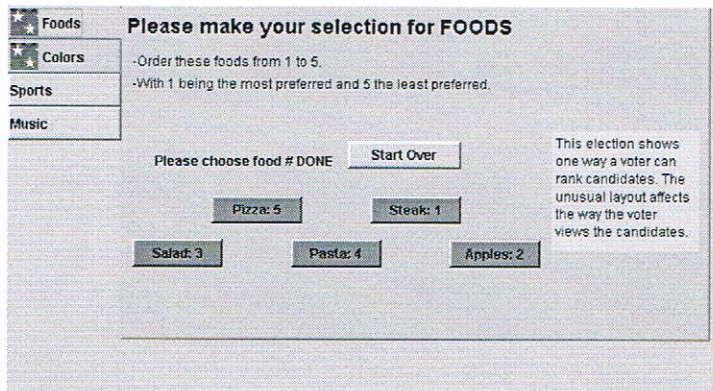 Foods
Colors
Sports
Music
Please make your selection for FOODS
-Order these foods from 1 to 5.
-With 1 being the most preferred and 5 the least preferred.
Please choose food # DONE
Start Over
Pizza: 5
Steak: 1
Salad: 3
Pasta: 4
Apples: 2
This election shows
one way a voter can
rank candidates. The
unusual layout affects
the way the voter
views the candidates.